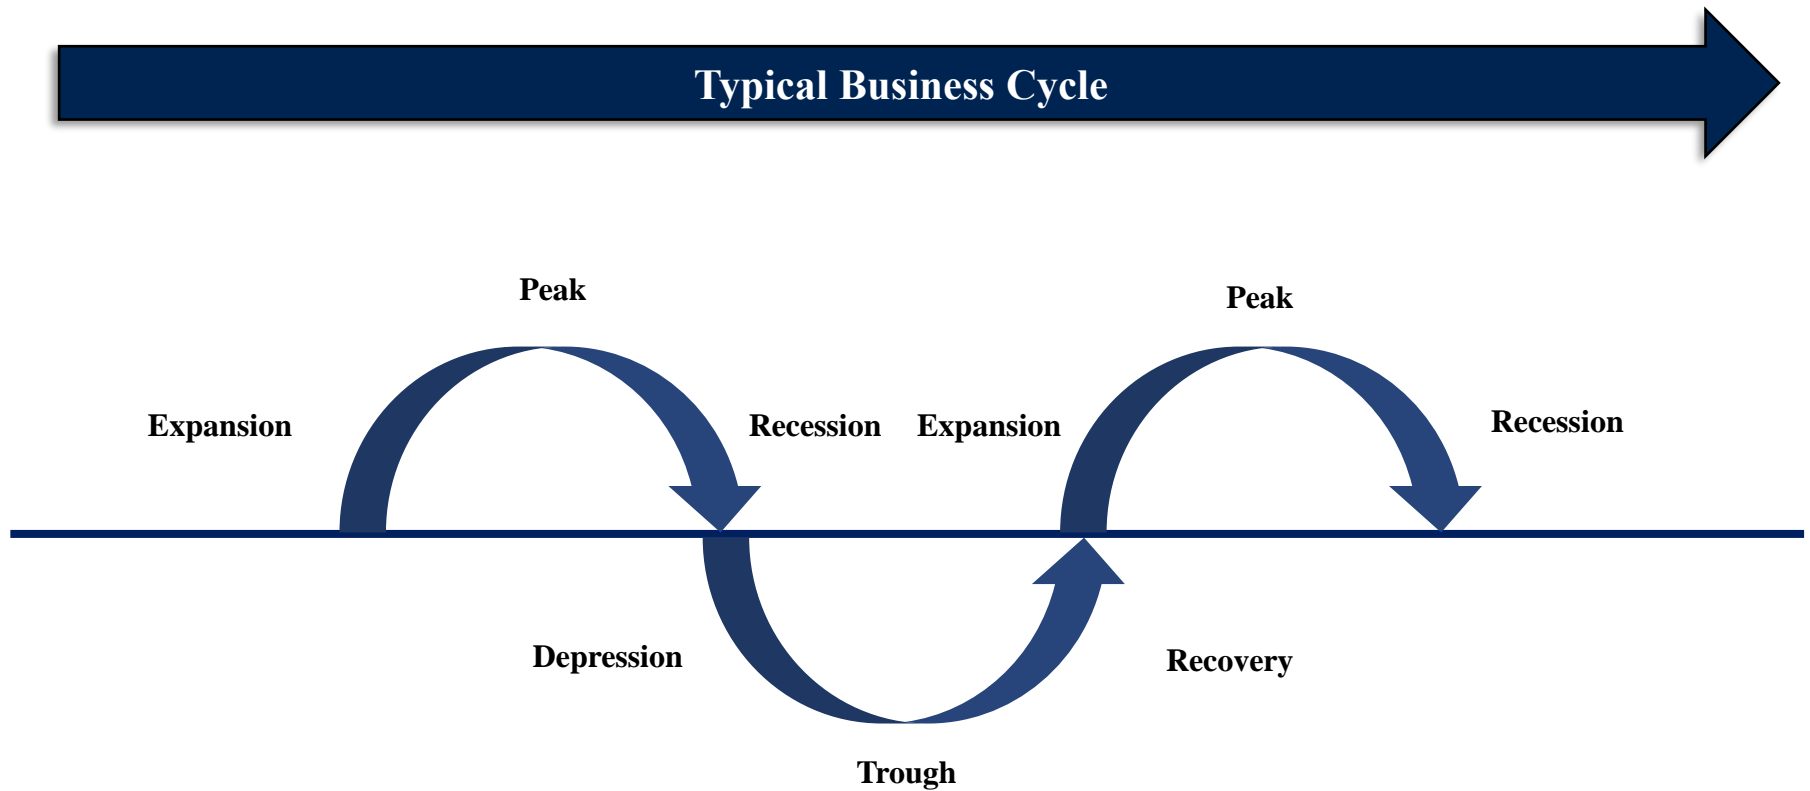 Typical Business Cycle
Peak
Peak
Expansion
Recession
Expansion
Recession
Depression
Recovery
Trough